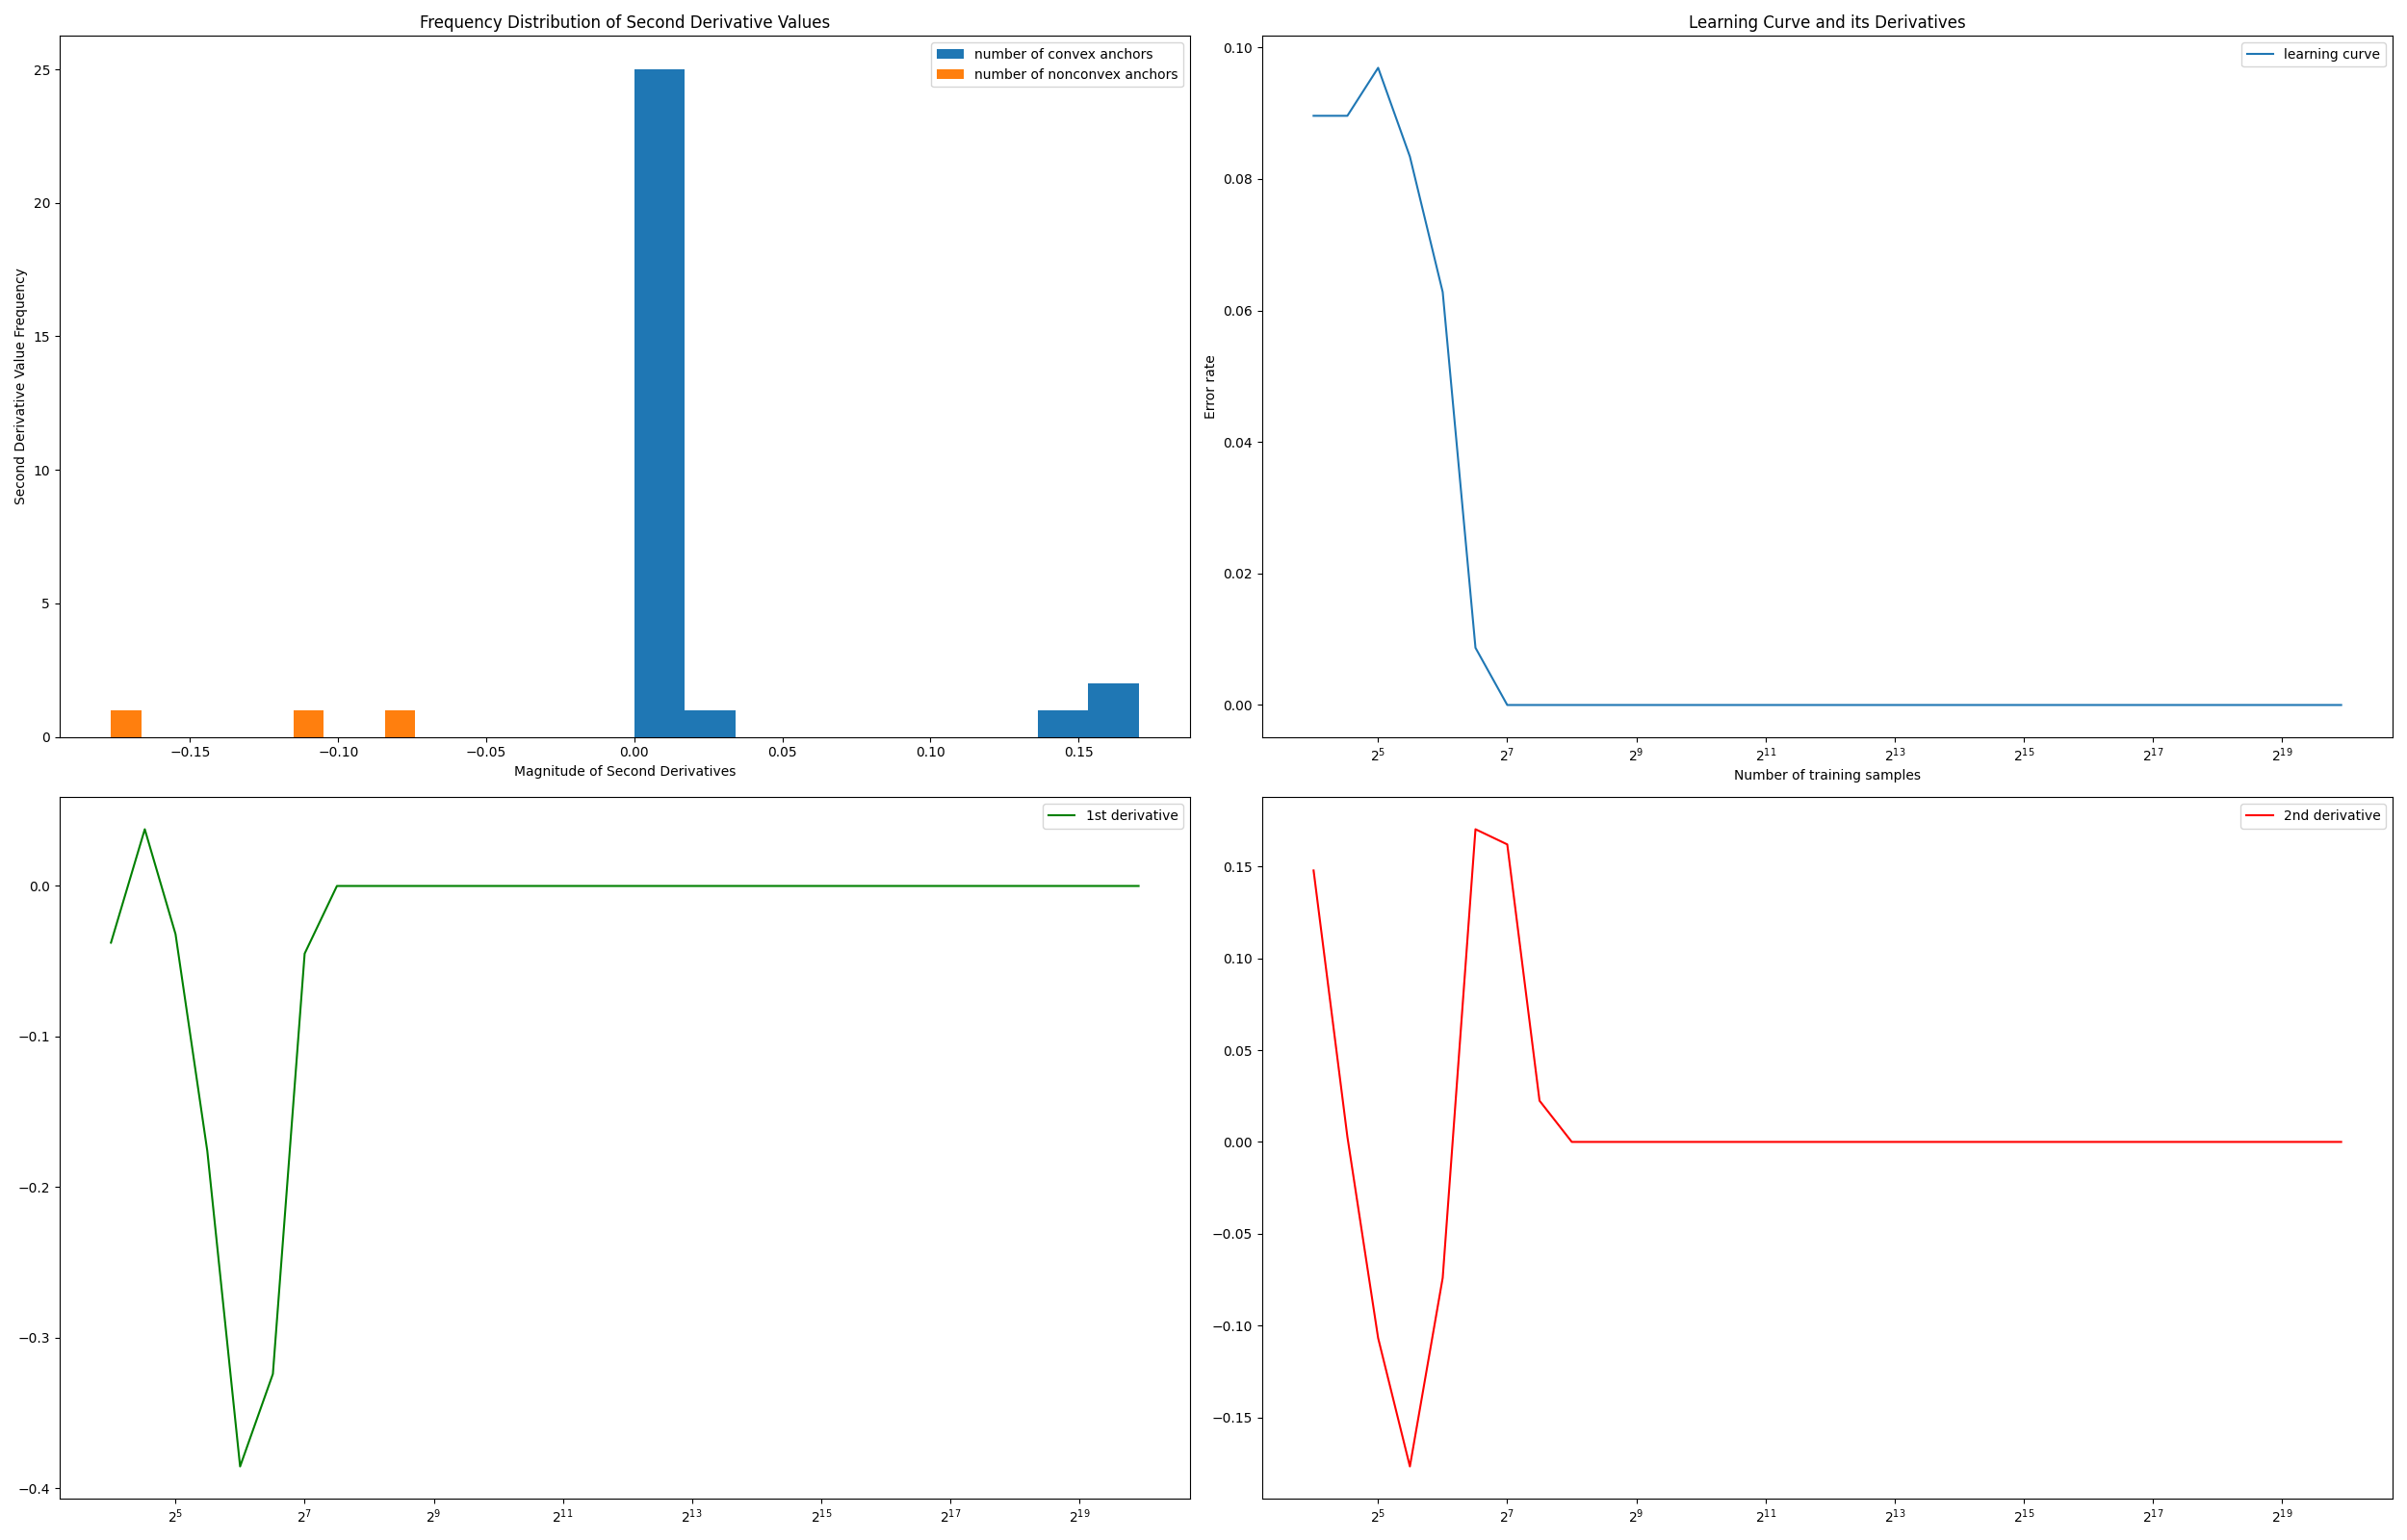 Frequency Distribution of Second Derivative Values
number of convex anchors
number of nonconvex anchors
25
20
15
10
5
0
Second Derivative Value Frequency
−0.15 −0.10 −0.05 0.00 0.05 0.10 0.15
Magnitude of Second Derivatives
Learning Curve and its Derivatives
learning curve
0.10
0.08
0.06
0.04
0.02
0.00
Error rate
2^5 2^7 2^9 2^11 2^13 2^15 2^17 2^19
Number of training samples
1st derivative
0.0
−0.1
−0.2
−0.3
−0.4
2^5 2^7 2^9 2^11 2^13 2^15 2^17 2^19
2nd derivative
0.15
0.10
0.05
0.00
−0.05
−0.10
−0.15
2^5 2^7 2^9 2^11 2^13 2^15 2^17 2^19